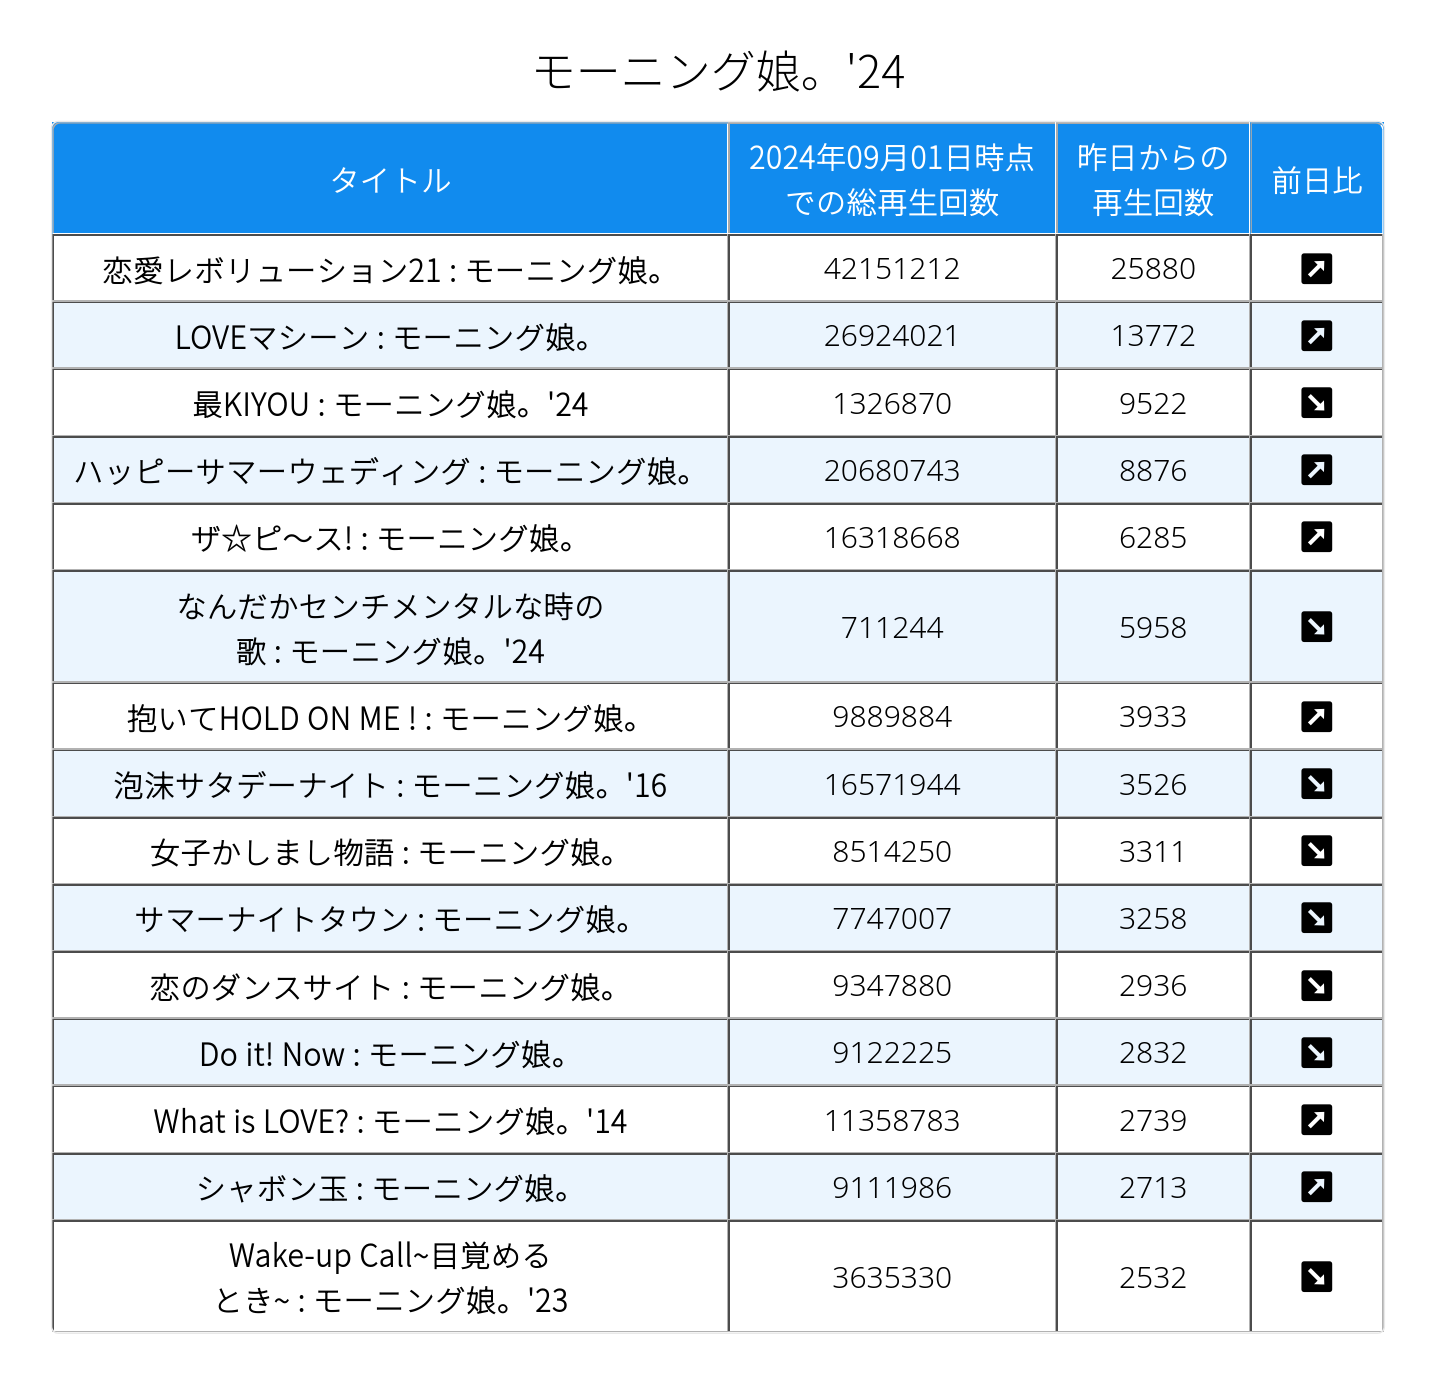 モーニング娘。'24
タイトル
2024年09月01日時点
での総再生回数
昨日からの
再生回数
前日比
恋愛レボリューション21 : モーニング娘。 42151212 25880 ↗
LOVEマシーン : モーニング娘。 26924021 13772 ↗
最KIYOU : モーニング娘。'24 1326870 9522 ↘
ハッピーサマーウェディング : モーニング娘。 20680743 8876 ↗
ザ☆ピ〜ス! : モーニング娘。 16318668 6285 ↗
なんだかセンチメンタルな時の
歌 : モーニング娘。'24 711244 5958 ↘
抱いてHOLD ON ME ! : モーニング娘。 9889884 3933 ↗
泡沫サタデーナイト : モーニング娘。'16 16571944 3526 ↘
女子かしまし物語 : モーニング娘。 8514250 3311 ↘
サマーナイトタウン : モーニング娘。 7747007 3258 ↘
恋のダンスサイト : モーニング娘。 9347880 2936 ↘
Do it! Now : モーニング娘。 9122225 2832 ↘
What is LOVE? : モーニング娘。'14 11358783 2739 ↗
シャボン玉 : モーニング娘。 9111986 2713 ↗
Wake-up Call~目覚める
とき~ : モーニング娘。'23 3635330 2532 ↘